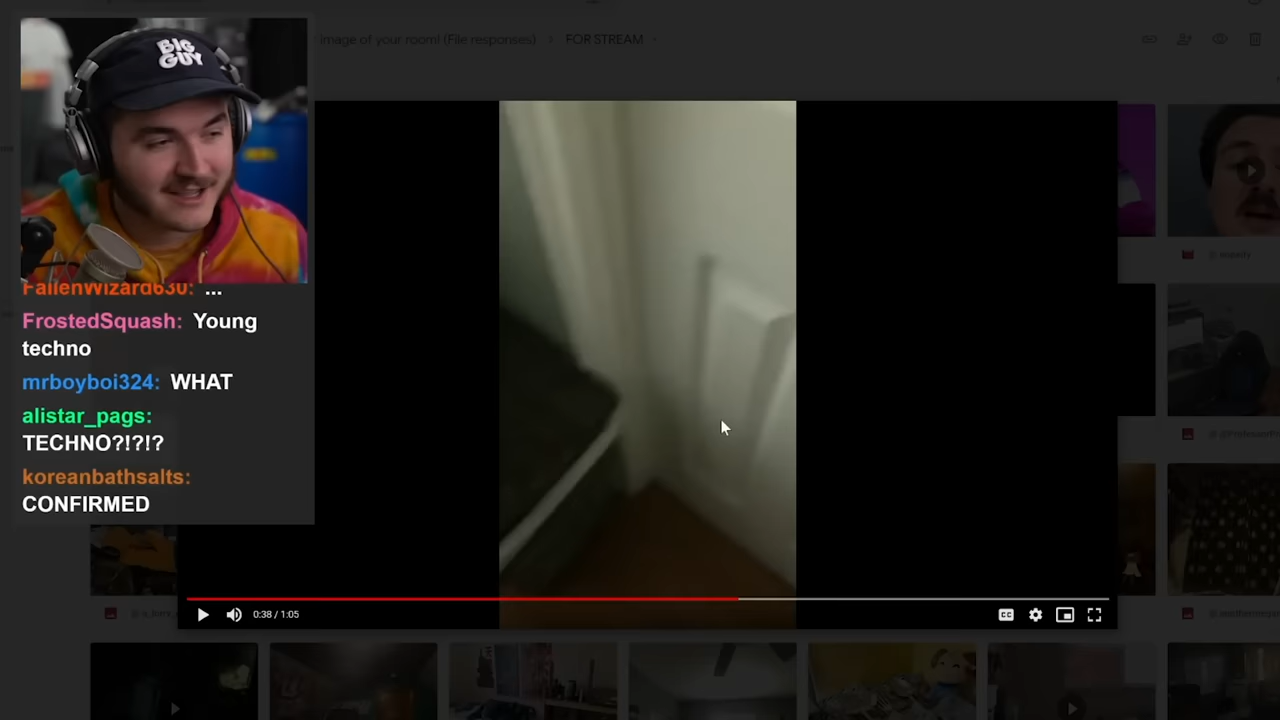 BIG
GUY
Image of your room! (File responses) > FOR STREAM
FallenWizard630: ...
FrostedSquash: Young
techno
mrboyboi324: WHAT
alistar_pags:
TECHNO?!?!?
koreanbathsalts:
CONFIRMED
0:38 / 1:05
CC